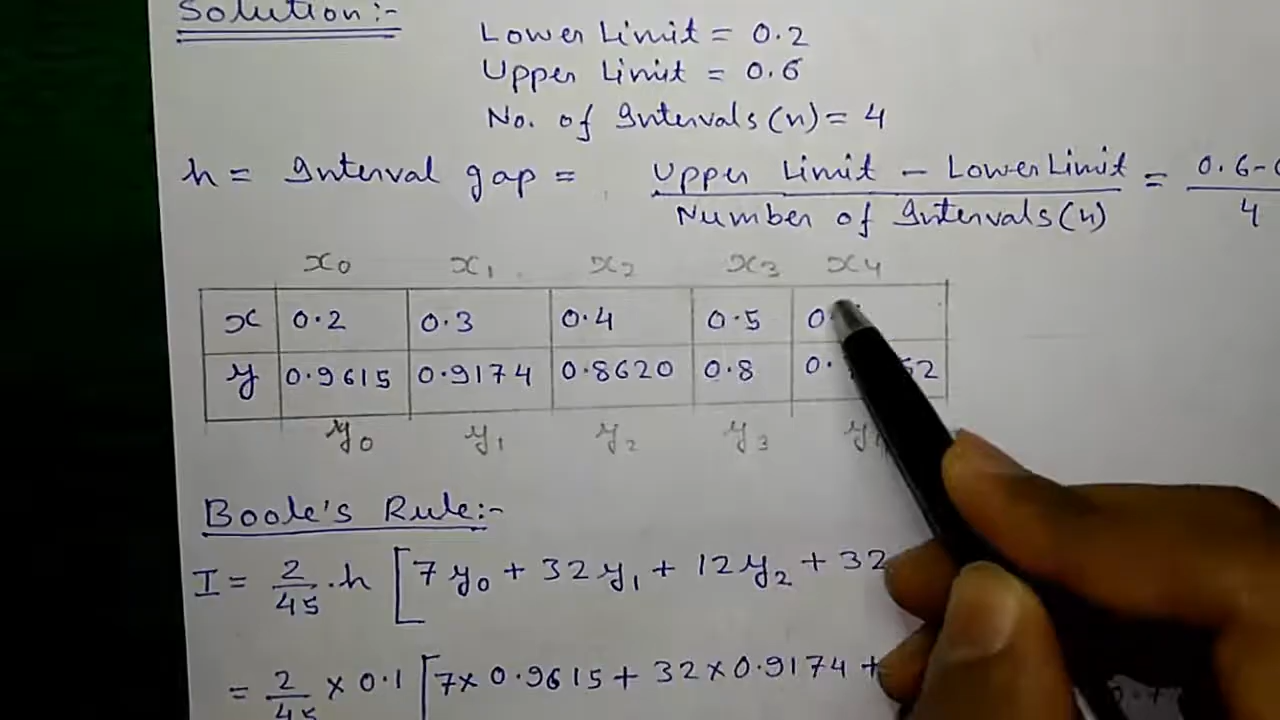 Solution:-
Lower Limit = 0.2
Upper Limit = 0.6
No. of Intervals (n) = 4
h = Interval gap = Upper Limit - Lower Limit / Number of Intervals (n) = 0.6- / 4
x0 x1 x2 x3 x4
x 0.2 0.3 0.4 0.5 0.
y 0.9615 0.9174 0.8620 0.8 0. 52
y0 y1 y2 y3 y
Boole's Rule:-
I = 2/45 . h [7y0 + 32y1 + 12y2 + 32
= 2/45 x 0.1 [7x 0.9615 + 32 x 0.9174 +